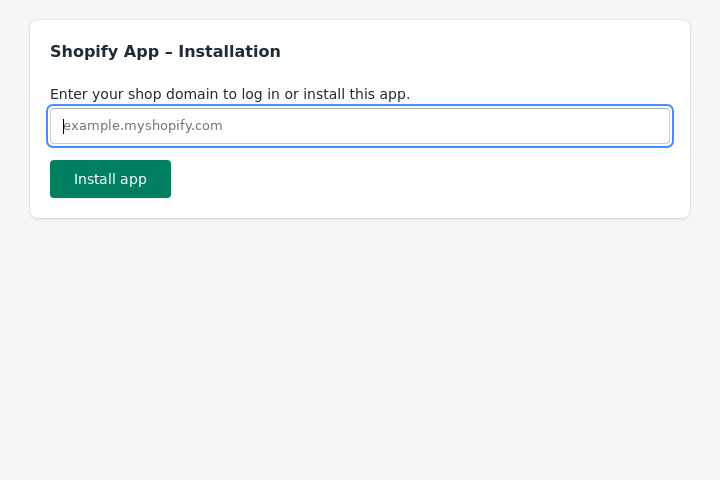 Shopify App – Installation
Enter your shop domain to log in or install this app.
example.myshopify.com
Install app